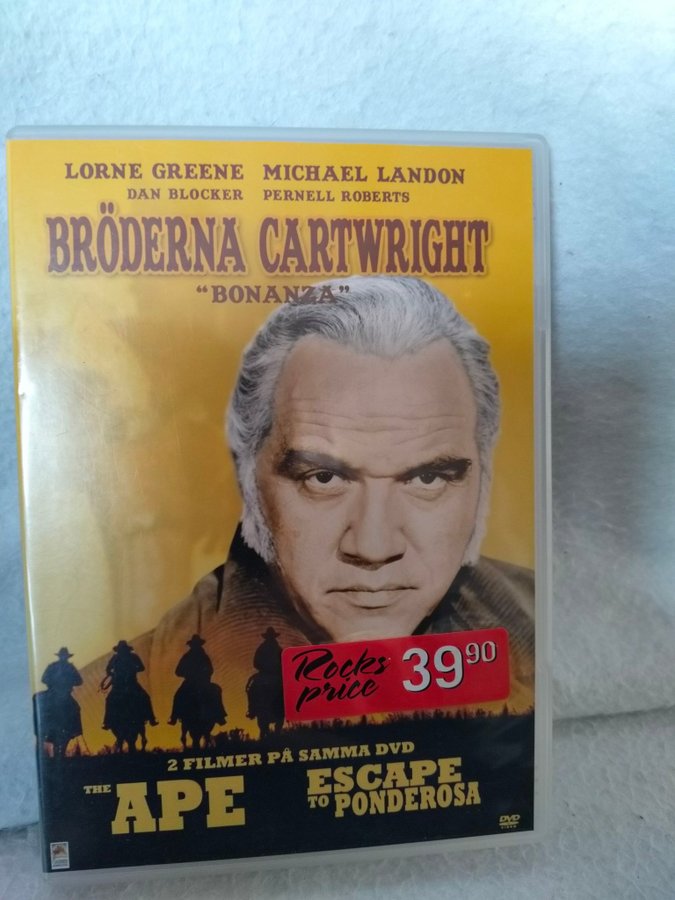 LORNE GREENE MICHAEL LANDON
DAN BLOCKER PERNELL ROBERTS
BRÖDERNA CARTWRIGHT
"BONANZA"
Rocks price 39 90
2 FILMER PÅ SAMMA DVD
THE APE
ESCAPE TO PONDEROSA
DVD
VIDEO